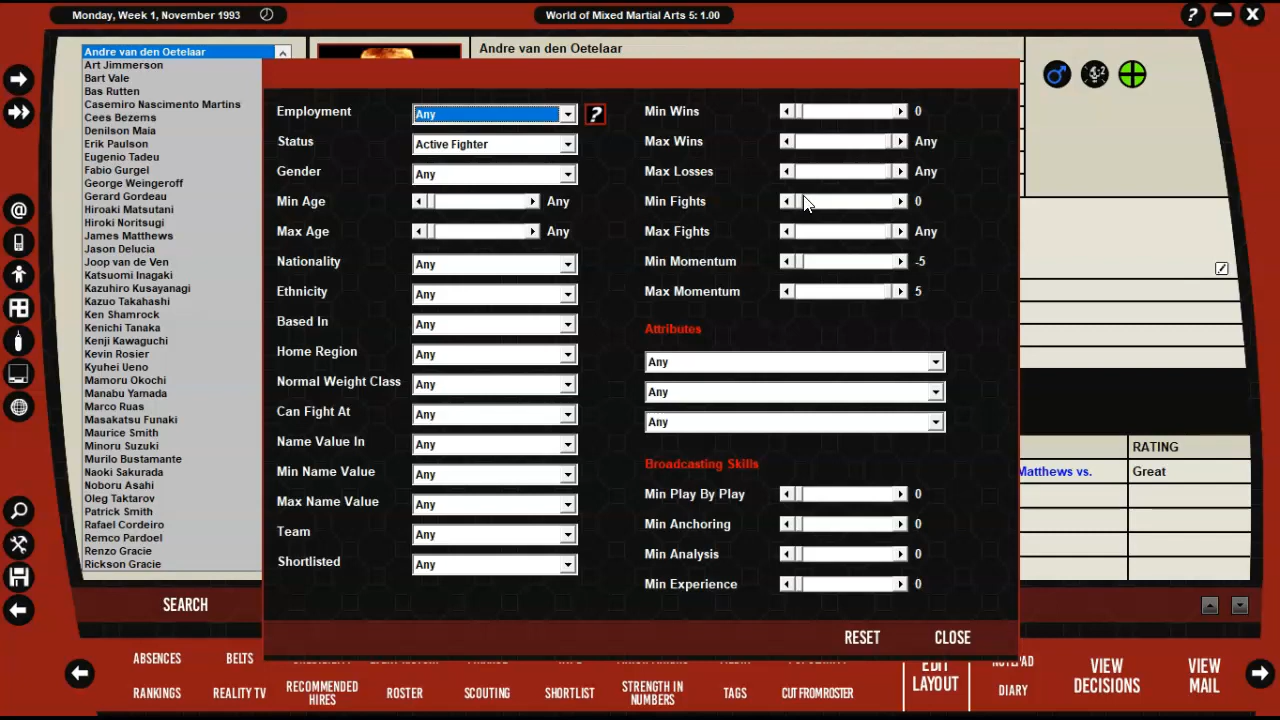 Monday, Week 1, November 1993
World of Mixed Martial Arts 5: 1.00
?
Andre van den Oetelaar
Art Jimmerson
Bart Vale
Bas Rutten
Casemiro Nascimento Martins
Cees Bezems
Denilson Maia
Erik Paulson
Eugenio Tadeu
Fabio Gurgel
George Weingeroff
Gerard Gordeau
Hiroaki Matsutani
Hiroki Noritsugi
James Matthews
Jason Delucia
Joop van de Ven
Katsuomi Inagaki
Kazuhiro Kusayanagi
Kazuo Takahashi
Ken Shamrock
Kenichi Tanaka
Kenji Kawaguchi
Kevin Rosier
Kyuhei Ueno
Mamoru Okochi
Manabu Yamada
Marco Ruas
Masakatsu Funaki
Maurice Smith
Minoru Suzuki
Murilo Bustamante
Naoki Sakurada
Noboru Asahi
Oleg Taktarov
Patrick Smith
Rafael Cordeiro
Remco Pardoel
Renzo Gracie
Rickson Gracie
SEARCH
Andre van den Oetelaar
Employment Any ?
Status Active Fighter
Gender Any
Min Age Any
Max Age Any
Nationality Any
Ethnicity Any
Based In Any
Home Region Any
Normal Weight Class Any
Can Fight At Any
Name Value In Any
Min Name Value Any
Max Name Value Any
Team Any
Shortlisted Any
Min Wins 0
Max Wins Any
Max Losses Any
Min Fights 0
Max Fights Any
Min Momentum -5
Max Momentum 5
Attributes
Any
Any
Any
Broadcasting Skills
Min Play By Play 0
Min Anchoring 0
Min Analysis 0
Min Experience 0
RESET CLOSE
RATING
Matthews vs. Great
ABSENCES BELTS
RANKINGS REALITY TV RECOMMENDED HIRES ROSTER SCOUTING SHORTLIST STRENGTH IN NUMBERS TAGS CUT FROM ROSTER
EDIT LAYOUT
NOTEPAD
DIARY
VIEW DECISIONS
VIEW MAIL